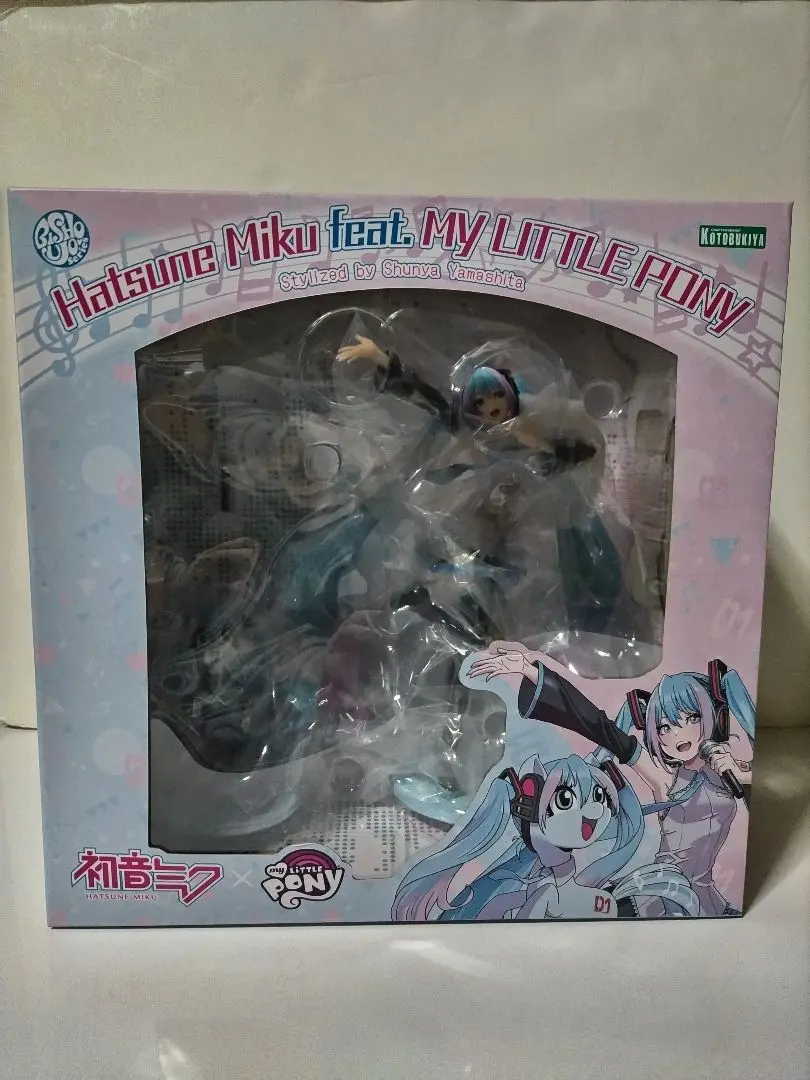 BISHOUJO series
Hatsune Miku feat. MY LITTLE PONY
Stylized by Shunya Yamashita
KOTOBUKIYA
01
01
初音ミク × my LITTLE PONY
HATSUNE MIKU